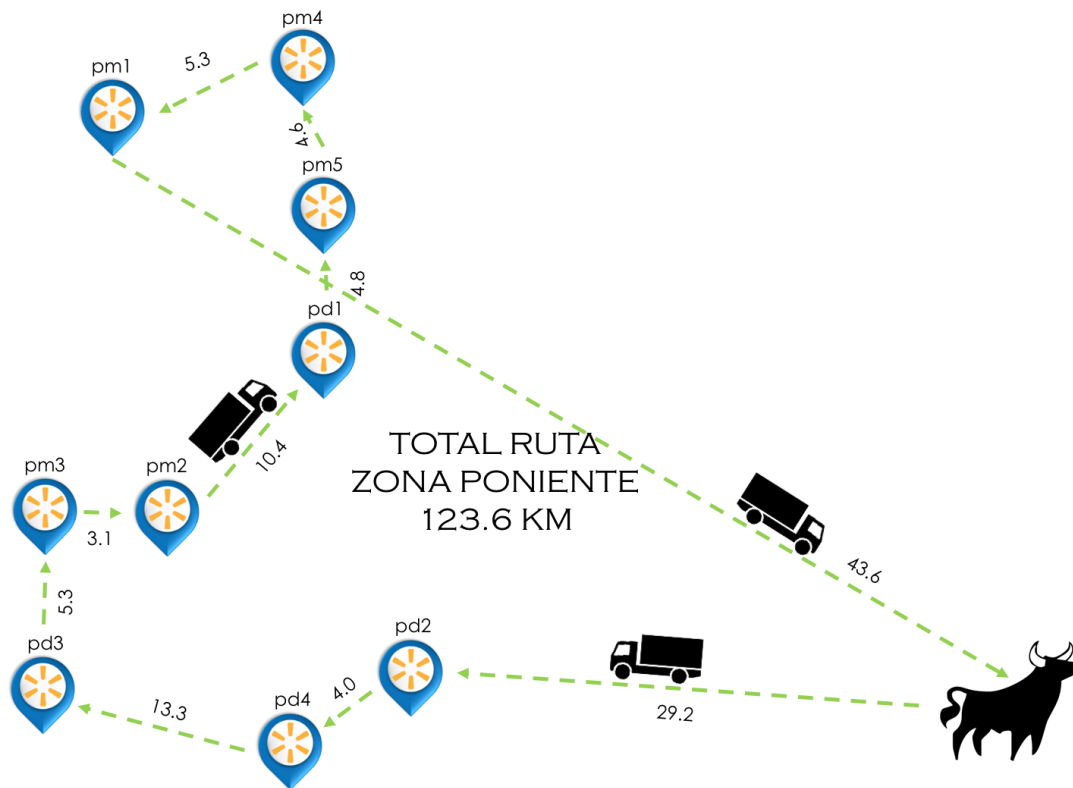 pm4
5.3
pm1
4.6
pm5
4.8
pd1
10.4
TOTAL RUTA
ZONA PONIENTE
123.6 KM
pm3
pm2
3.1
43.6
5.3
pd2
pd3
4.0
13.3
pd4
29.2